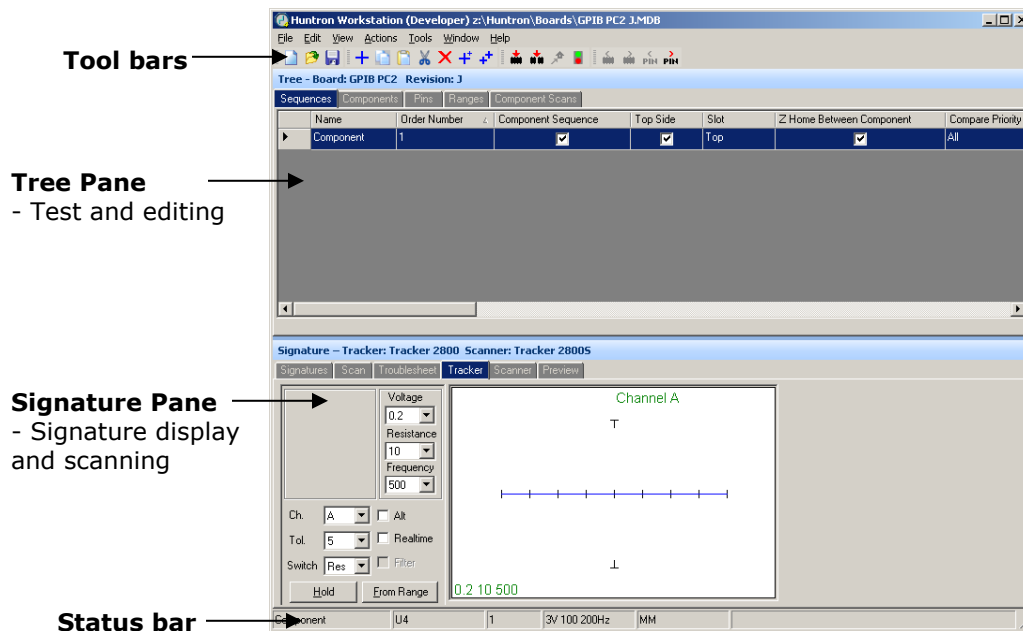 Huntron Workstation (Developer) z:\Huntron\Boards\GPIB PC2 J.MDB
File Edit View Actions Tools Window Help
Tool bars
PIN PIN
Tree - Board: GPIB PC2 Revision: J
Sequences Components Pins Ranges Component Scans
Name Order Number Component Sequence Top Side Slot Z Home Between Component Compare Priority
Component 1 Top All
Tree Pane
- Test and editing
Signature – Tracker: Tracker 2800 Scanner: Tracker 2800S
Signatures Scan Troublesheet Tracker Scanner Preview
Signature Pane
- Signature display
and scanning
Voltage
0.2
Resistance
10
Frequency
500
Channel A
Ch. A Alt
Tol. 5 Realtime
Switch Res Filter
Hold From Range
0.2 10 500
Status bar
Component U4 1 3V 100 200Hz MM